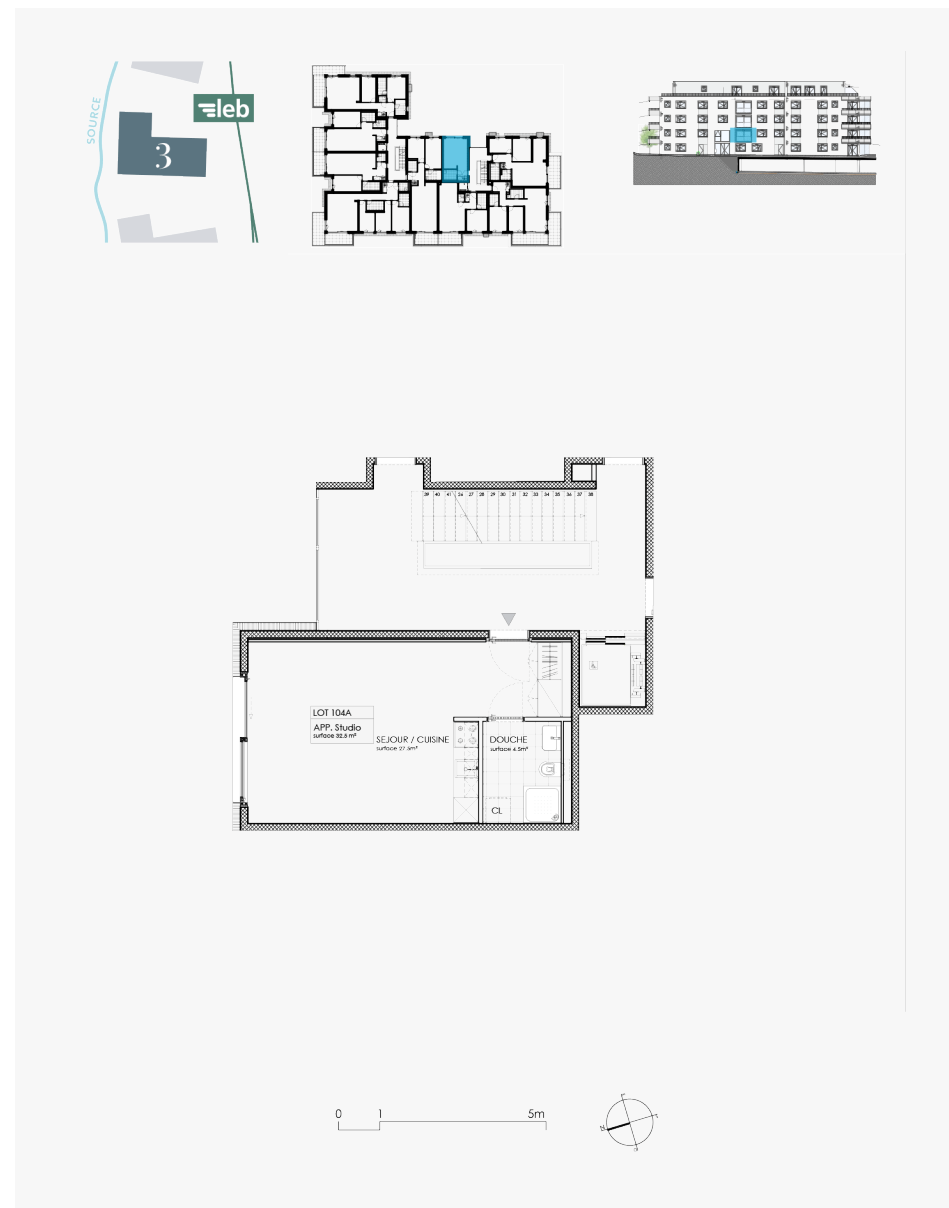 SOURCE
leb
3
39 40 41 26 27 28 29 30 31 32 33 34 35 36 37 38
LOT 104A
APP. Studio
surface 32.5 m²
SEJOUR / CUISINE
surface 27.5m²
DOUCHE
surface 4.5m²
CL
0 1 5m